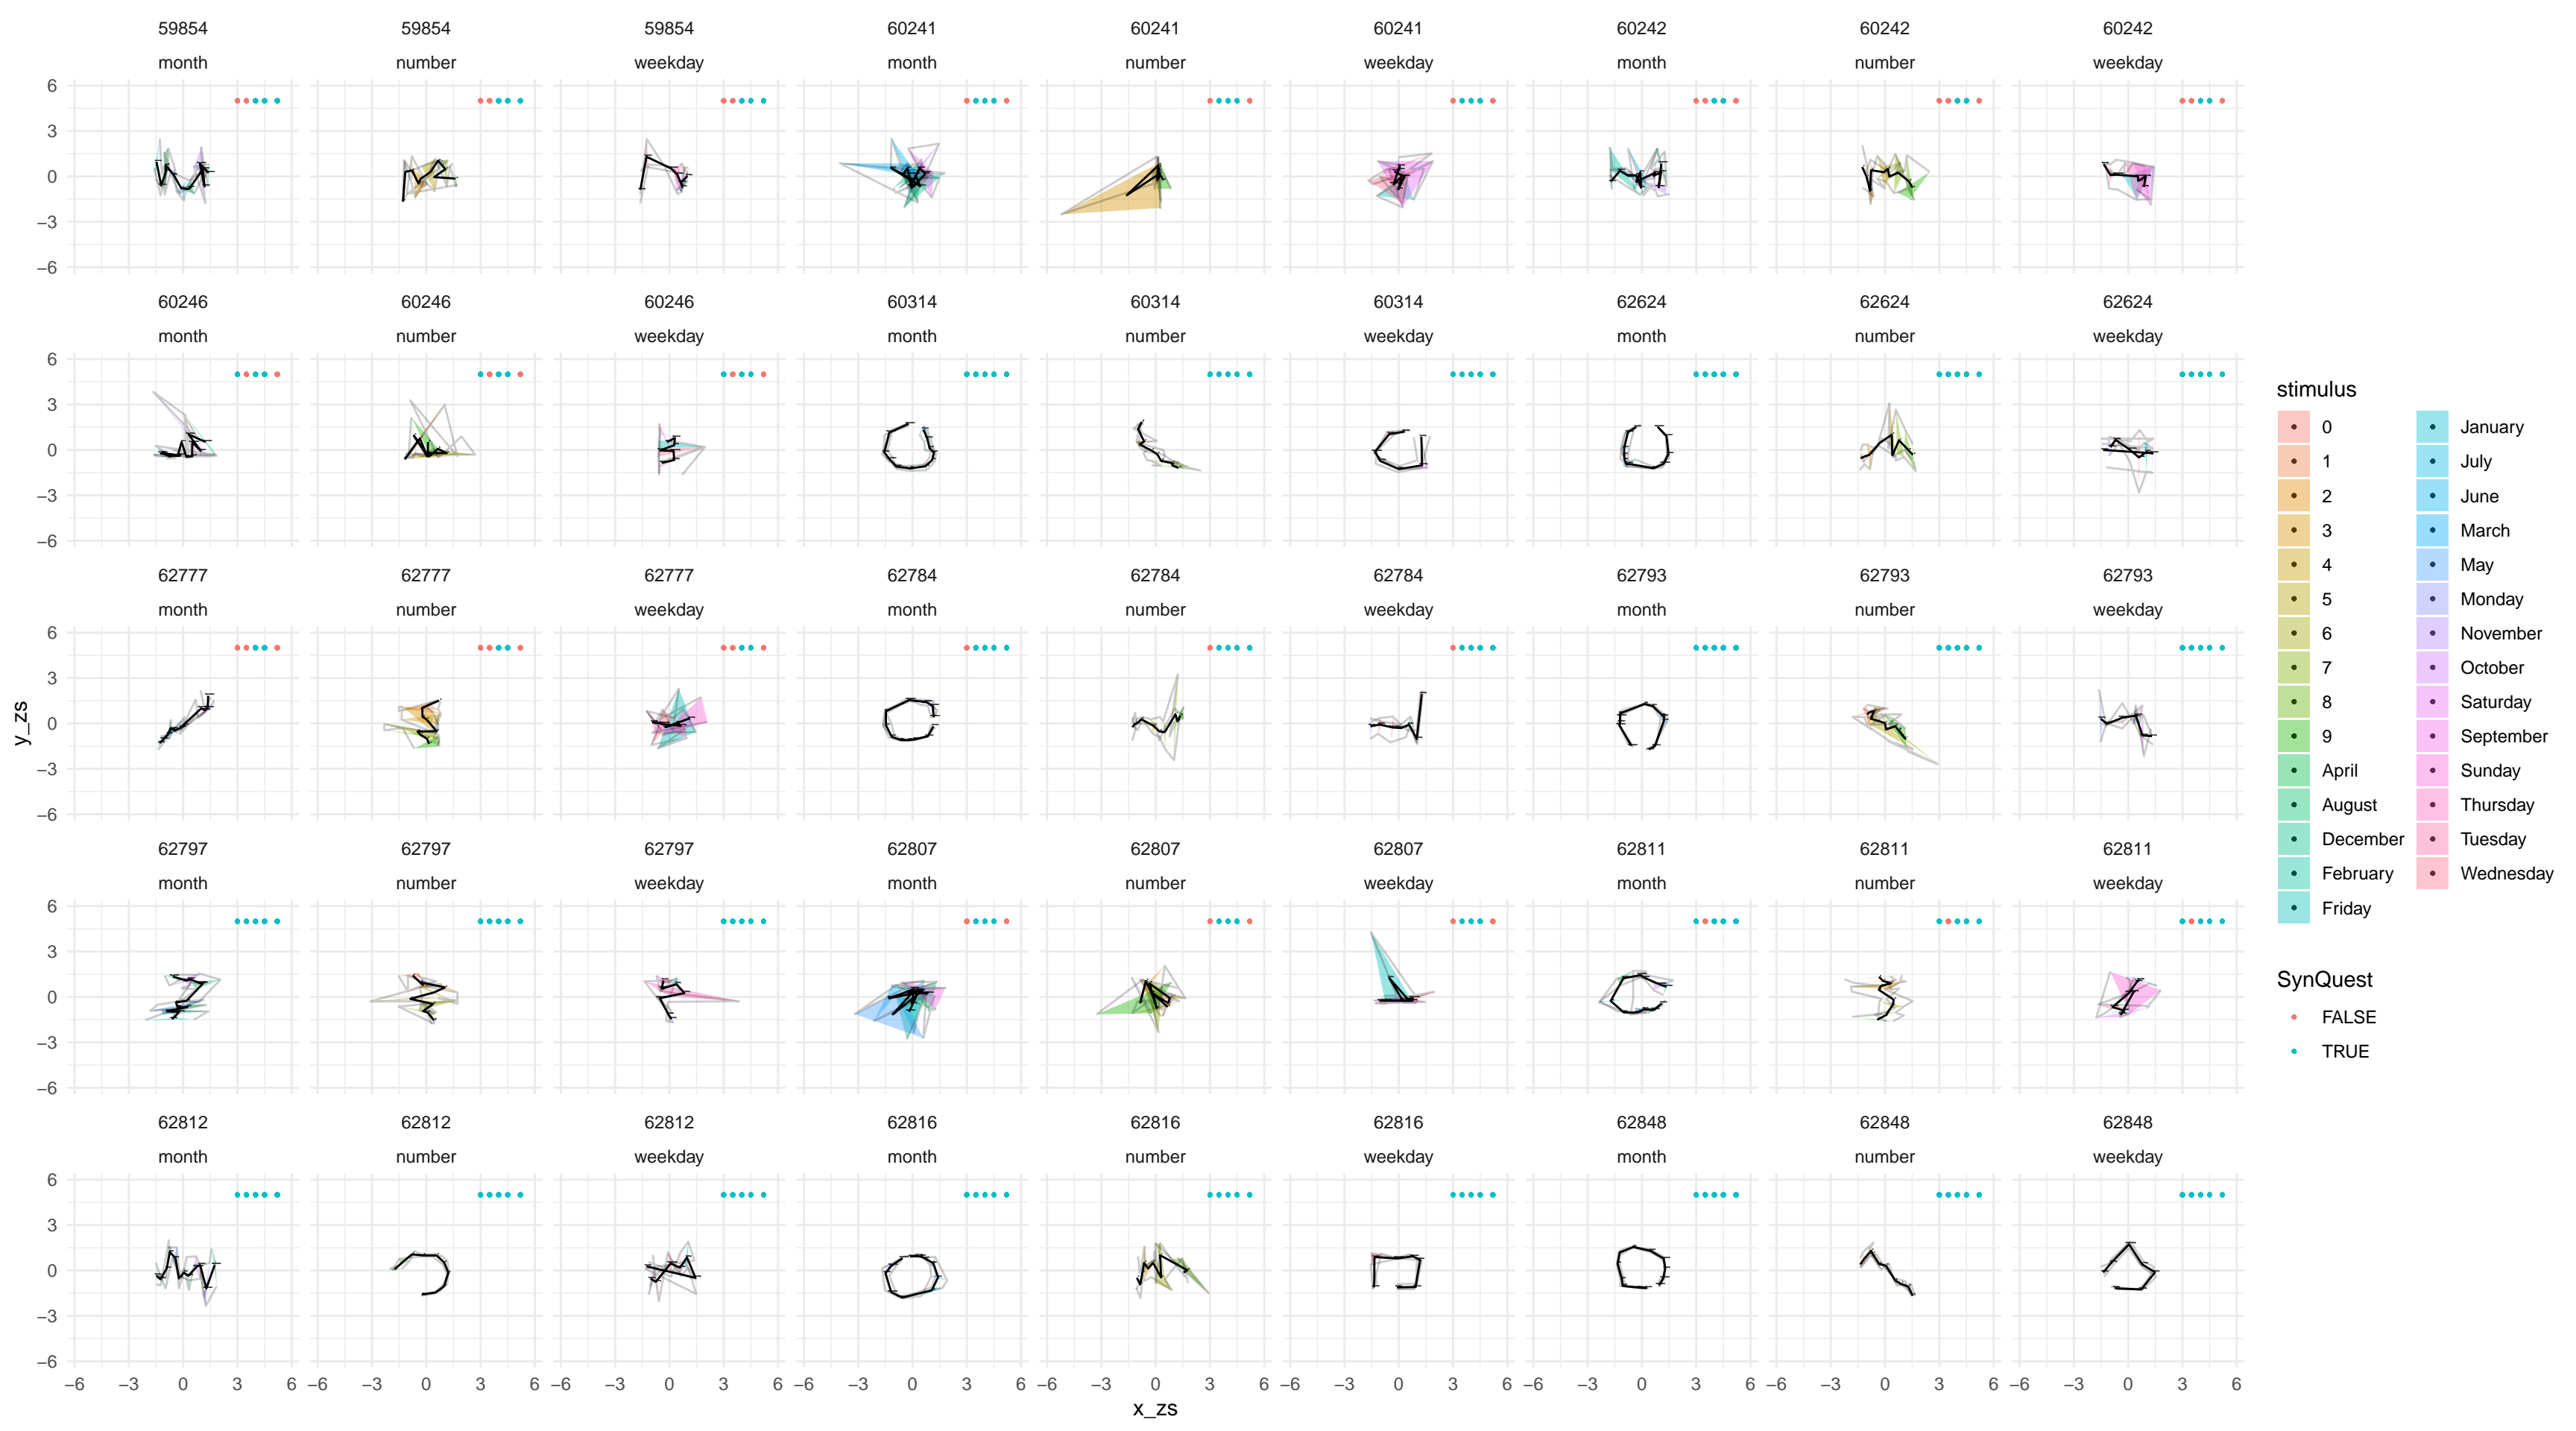 59854 59854 59854 60241 60241 60241 60242 60242 60242
month number weekday month number weekday month number weekday
6
3
0
−3
−6
60246 60246 60246 60314 60314 60314 62624 62624 62624
month number weekday month number weekday month number weekday
6
3
0
−3
−6
62777 62777 62777 62784 62784 62784 62793 62793 62793
month number weekday month number weekday month number weekday
6
3
0
−3
−6
62797 62797 62797 62807 62807 62807 62811 62811 62811
month number weekday month number weekday month number weekday
6
3
0
−3
−6
62812 62812 62812 62816 62816 62816 62848 62848 62848
month number weekday month number weekday month number weekday
6
3
0
−3
−6
−6 −3 0 3 6 −6 −3 0 3 6 −6 −3 0 3 6 −6 −3 0 3 6 −6 −3 0 3 6 −6 −3 0 3 6 −6 −3 0 3 6 −6 −3 0 3 6 −6 −3 0 3 6
x_zs
y_zs
stimulus
0
1
2
3
4
5
6
7
8
9
April
August
December
February
Friday
January
July
June
March
May
Monday
November
October
Saturday
September
Sunday
Thursday
Tuesday
Wednesday
SynQuest
FALSE
TRUE